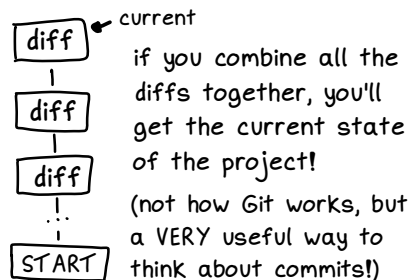 current
diff
if you combine all the
diffs together, you'll
diff
get the current state
of the project!
diff
(not how Git works, but
a VERY useful way to
START
think about commits!)